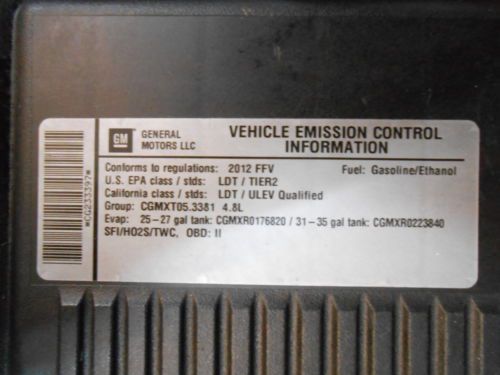 GM
GENERAL
MOTORS LLC
VEHICLE EMISSION CONTROL
INFORMATION
Conforms to regulations: 2012 FFV Fuel: Gasoline/Ethanol
U.S. EPA class / stds: LDT / TIER2
California class / stds: LDT / ULEV Qualified
Group: CGMXT05.3381 4.8L
Evap: 25-27 gal tank: CGMXR0176820 / 31-35 gal tank: CGMXR0223840
SFI/HO2S/TWC, OBD: II
*CG233397*